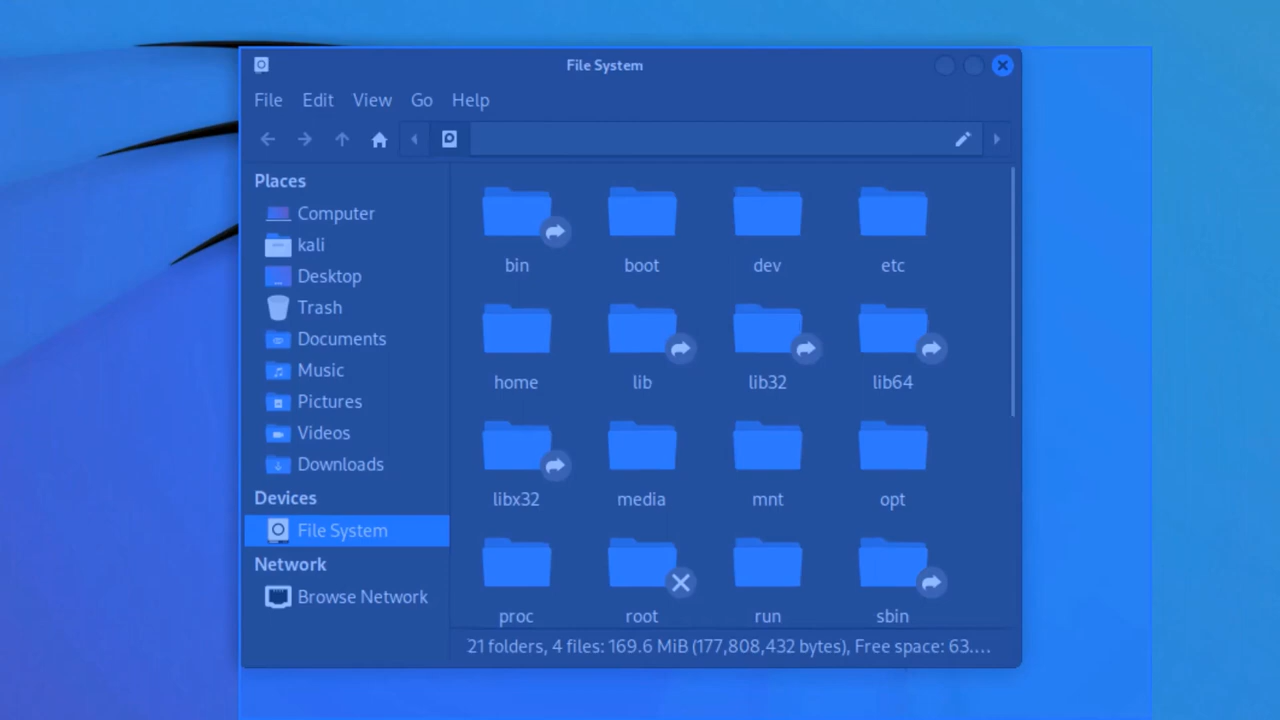 File System
File Edit View Go Help
Places
Computer
kali
Desktop
Trash
Documents
Music
Pictures
Videos
Downloads
Devices
File System
Network
Browse Network
bin boot dev etc
home lib lib32 lib64
libx32 media mnt opt
proc root run sbin
21 folders, 4 files: 169.6 MiB (177,808,432 bytes), Free space: 63....